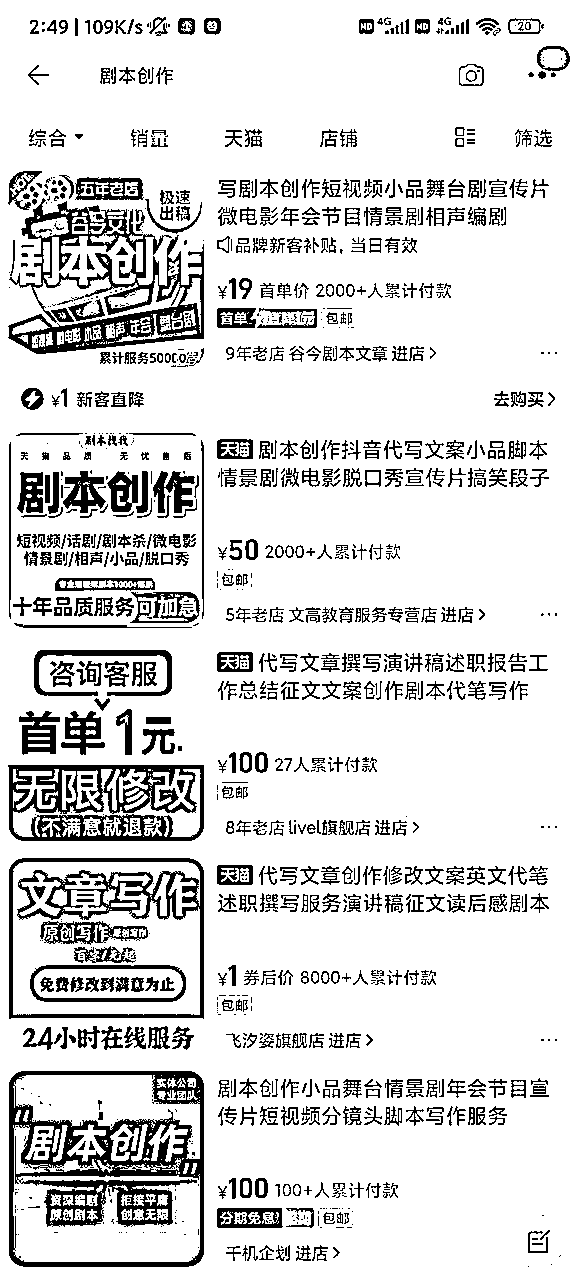 2:49 | 109K/s
HD 4G HD 4G 20
剧本创作
综合 销量 天猫 店铺 筛选
五年老店
极速
出稿
谷今文化
剧本创作
写剧本创作短视频小品舞台剧宣传片
微电影年会节目情景剧相声编剧
品牌新客补贴,当日有效
¥19 首单价 2000+人累计付款
首单 包邮
9年老店 谷今剧本文章 进店>
...
¥1 新客直降
去购买>
剧本找我
天猫品质 无忧售后
剧本创作
短视频/话剧/剧本杀/微电影
情景剧/相声/小品/脱口秀
十年品质服务 可加急
天猫 剧本创作抖音代写文案小品脚本
情景剧微电影脱口秀宣传片搞笑段子
¥50 2000+人累计付款
包邮
5年老店 文高教育服务专营店 进店>
...
咨询客服
首单1元.
无限修改
(不满意就退款)
天猫 代写文章撰写演讲稿述职报告工
作总结征文文案创作剧本代笔写作
¥100 27人累计付款
包邮
8年老店 livel旗舰店 进店>
...
文章写作
原创写作
免费修改到满意为止
24小时在线服务
天猫 代写文章创作修改文案英文代笔
述职撰写服务演讲稿征文读后感剧本
¥1 券后价 8000+人累计付款
包邮
飞汐姿旗舰店 进店>
...
实体公司
专业团队
"剧本创作"
资深编剧 拒绝平庸
原创剧本 创意无限
剧本创作小品舞台情景剧年会节目宣
传片短视频分镜头脚本写作服务
¥100 100+人累计付款
分期免息 包邮
千机企划 进店>